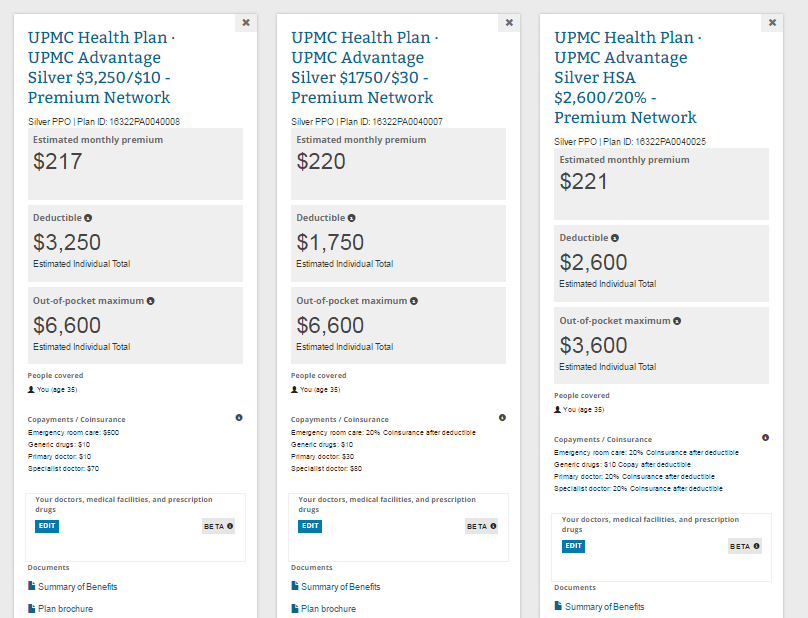 ✖
UPMC Health Plan ·
UPMC Advantage
Silver $3,250/$10 -
Premium Network
Silver PPO | Plan ID: 16322PA0040008
Estimated monthly premium
$217
Deductible
$3,250
Estimated Individual Total
Out-of-pocket maximum
$6,600
Estimated Individual Total
People covered
You (age 35)
Copayments / Coinsurance
Emergency room care: $500
Generic drugs: $10
Primary doctor: $10
Specialist doctor: $70
Your doctors, medical facilities, and prescription
drugs
EDIT
BETA
Documents
Summary of Benefits
Plan brochure
✖
UPMC Health Plan ·
UPMC Advantage
Silver $1750/$30 -
Premium Network
Silver PPO | Plan ID: 16322PA0040007
Estimated monthly premium
$220
Deductible
$1,750
Estimated Individual Total
Out-of-pocket maximum
$6,600
Estimated Individual Total
People covered
You (age 35)
Copayments / Coinsurance
Emergency room care: 20% Coinsurance after deductible
Generic drugs: $10
Primary doctor: $30
Specialist doctor: $80
Your doctors, medical facilities, and prescription
drugs
EDIT
BETA
Documents
Summary of Benefits
Plan brochure
✖
UPMC Health Plan ·
UPMC Advantage
Silver HSA
$2,600/20% -
Premium Network
Silver PPO | Plan ID: 16322PA0040025
Estimated monthly premium
$221
Deductible
$2,600
Estimated Individual Total
Out-of-pocket maximum
$3,600
Estimated Individual Total
People covered
You (age 35)
Copayments / Coinsurance
Emergency room care: 20% Coinsurance after deductible
Generic drugs: $10 Copay after deductible
Primary doctor: 20% Coinsurance after deductible
Specialist doctor: 20% Coinsurance after deductible
Your doctors, medical facilities, and prescription
drugs
EDIT
BETA
Documents
Summary of Benefits